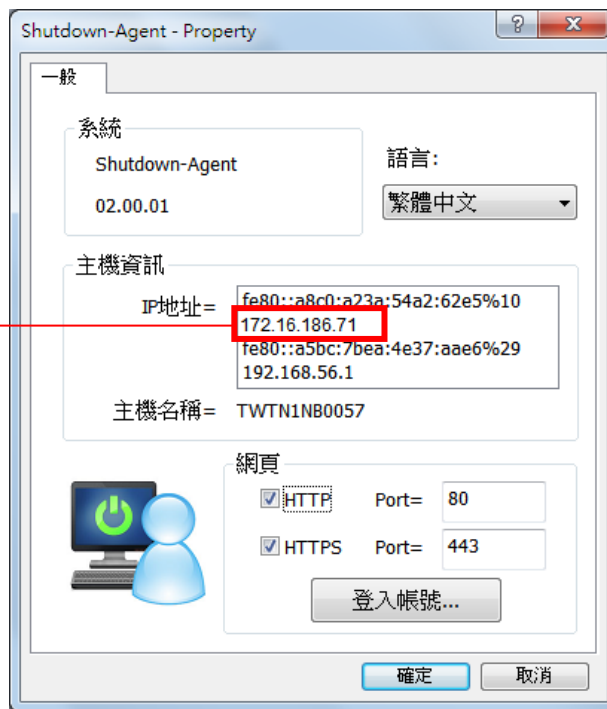 Shutdown-Agent - Property
一般
系統
Shutdown-Agent
02.00.01
語言:
繁體中文
主機資訊
IP地址=
fe80::a8c0:a23a:54a2:62e5%10
172.16.186.71
fe80::a5bc:7bea:4e37:aae6%29
192.168.56.1
主機名稱= TWTN1NB0057
網頁
HTTP Port= 80
HTTPS Port= 443
登入帳號...
確定 取消